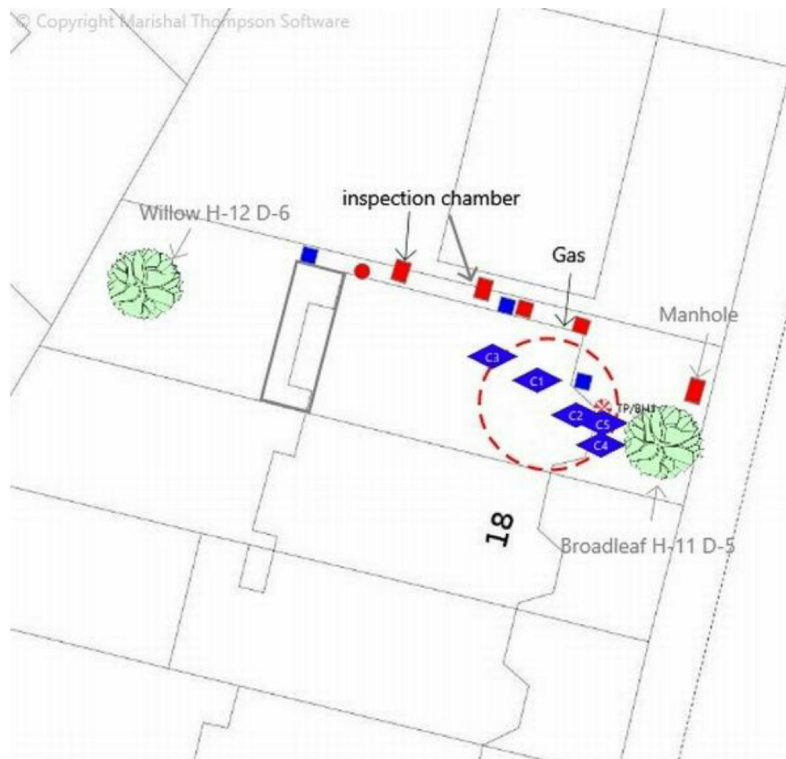 © Copyright Marishal Thompson Software
inspection chamber
Willow H-12 D-6
Gas
Manhole
C3
C1
C2
C5
C4
18
Broadleaf H-11 D-5